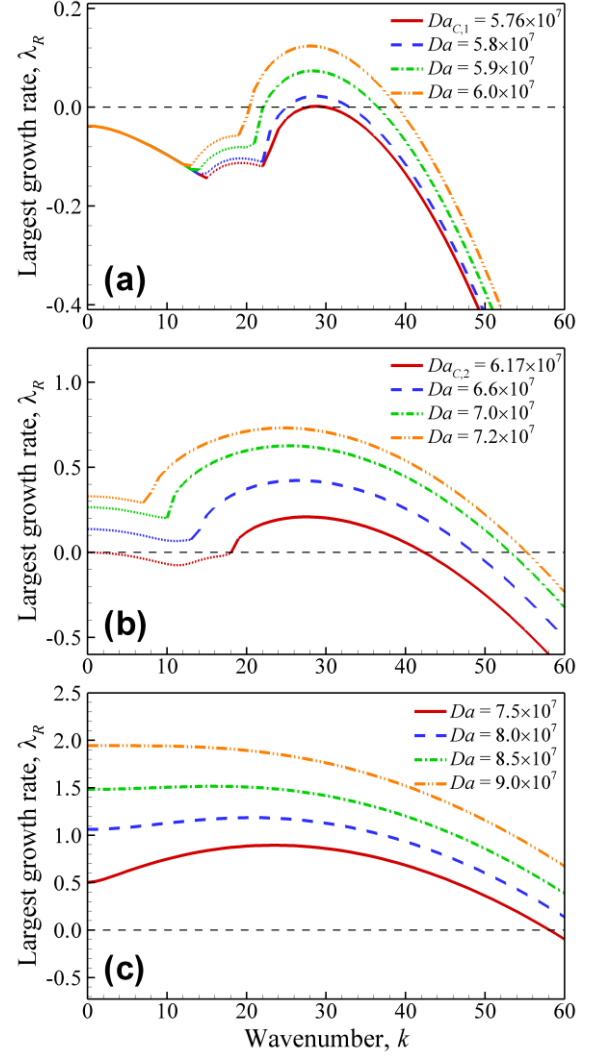 0.2
0.0
-0.2
-0.4
Largest growth rate, λR
Da_C,1 = 5.76×10^7
Da = 5.8×10^7
Da = 5.9×10^7
Da = 6.0×10^7
(a)
0 10 20 30 40 50 60
1.0
0.5
0.0
-0.5
Largest growth rate, λR
Da_C,2 = 6.17×10^7
Da = 6.6×10^7
Da = 7.0×10^7
Da = 7.2×10^7
(b)
0 10 20 30 40 50 60
2.5
2.0
1.5
1.0
0.5
0.0
-0.5
Largest growth rate, λR
Da = 7.5×10^7
Da = 8.0×10^7
Da = 8.5×10^7
Da = 9.0×10^7
(c)
0 10 20 30 40 50 60
Wavenumber, k